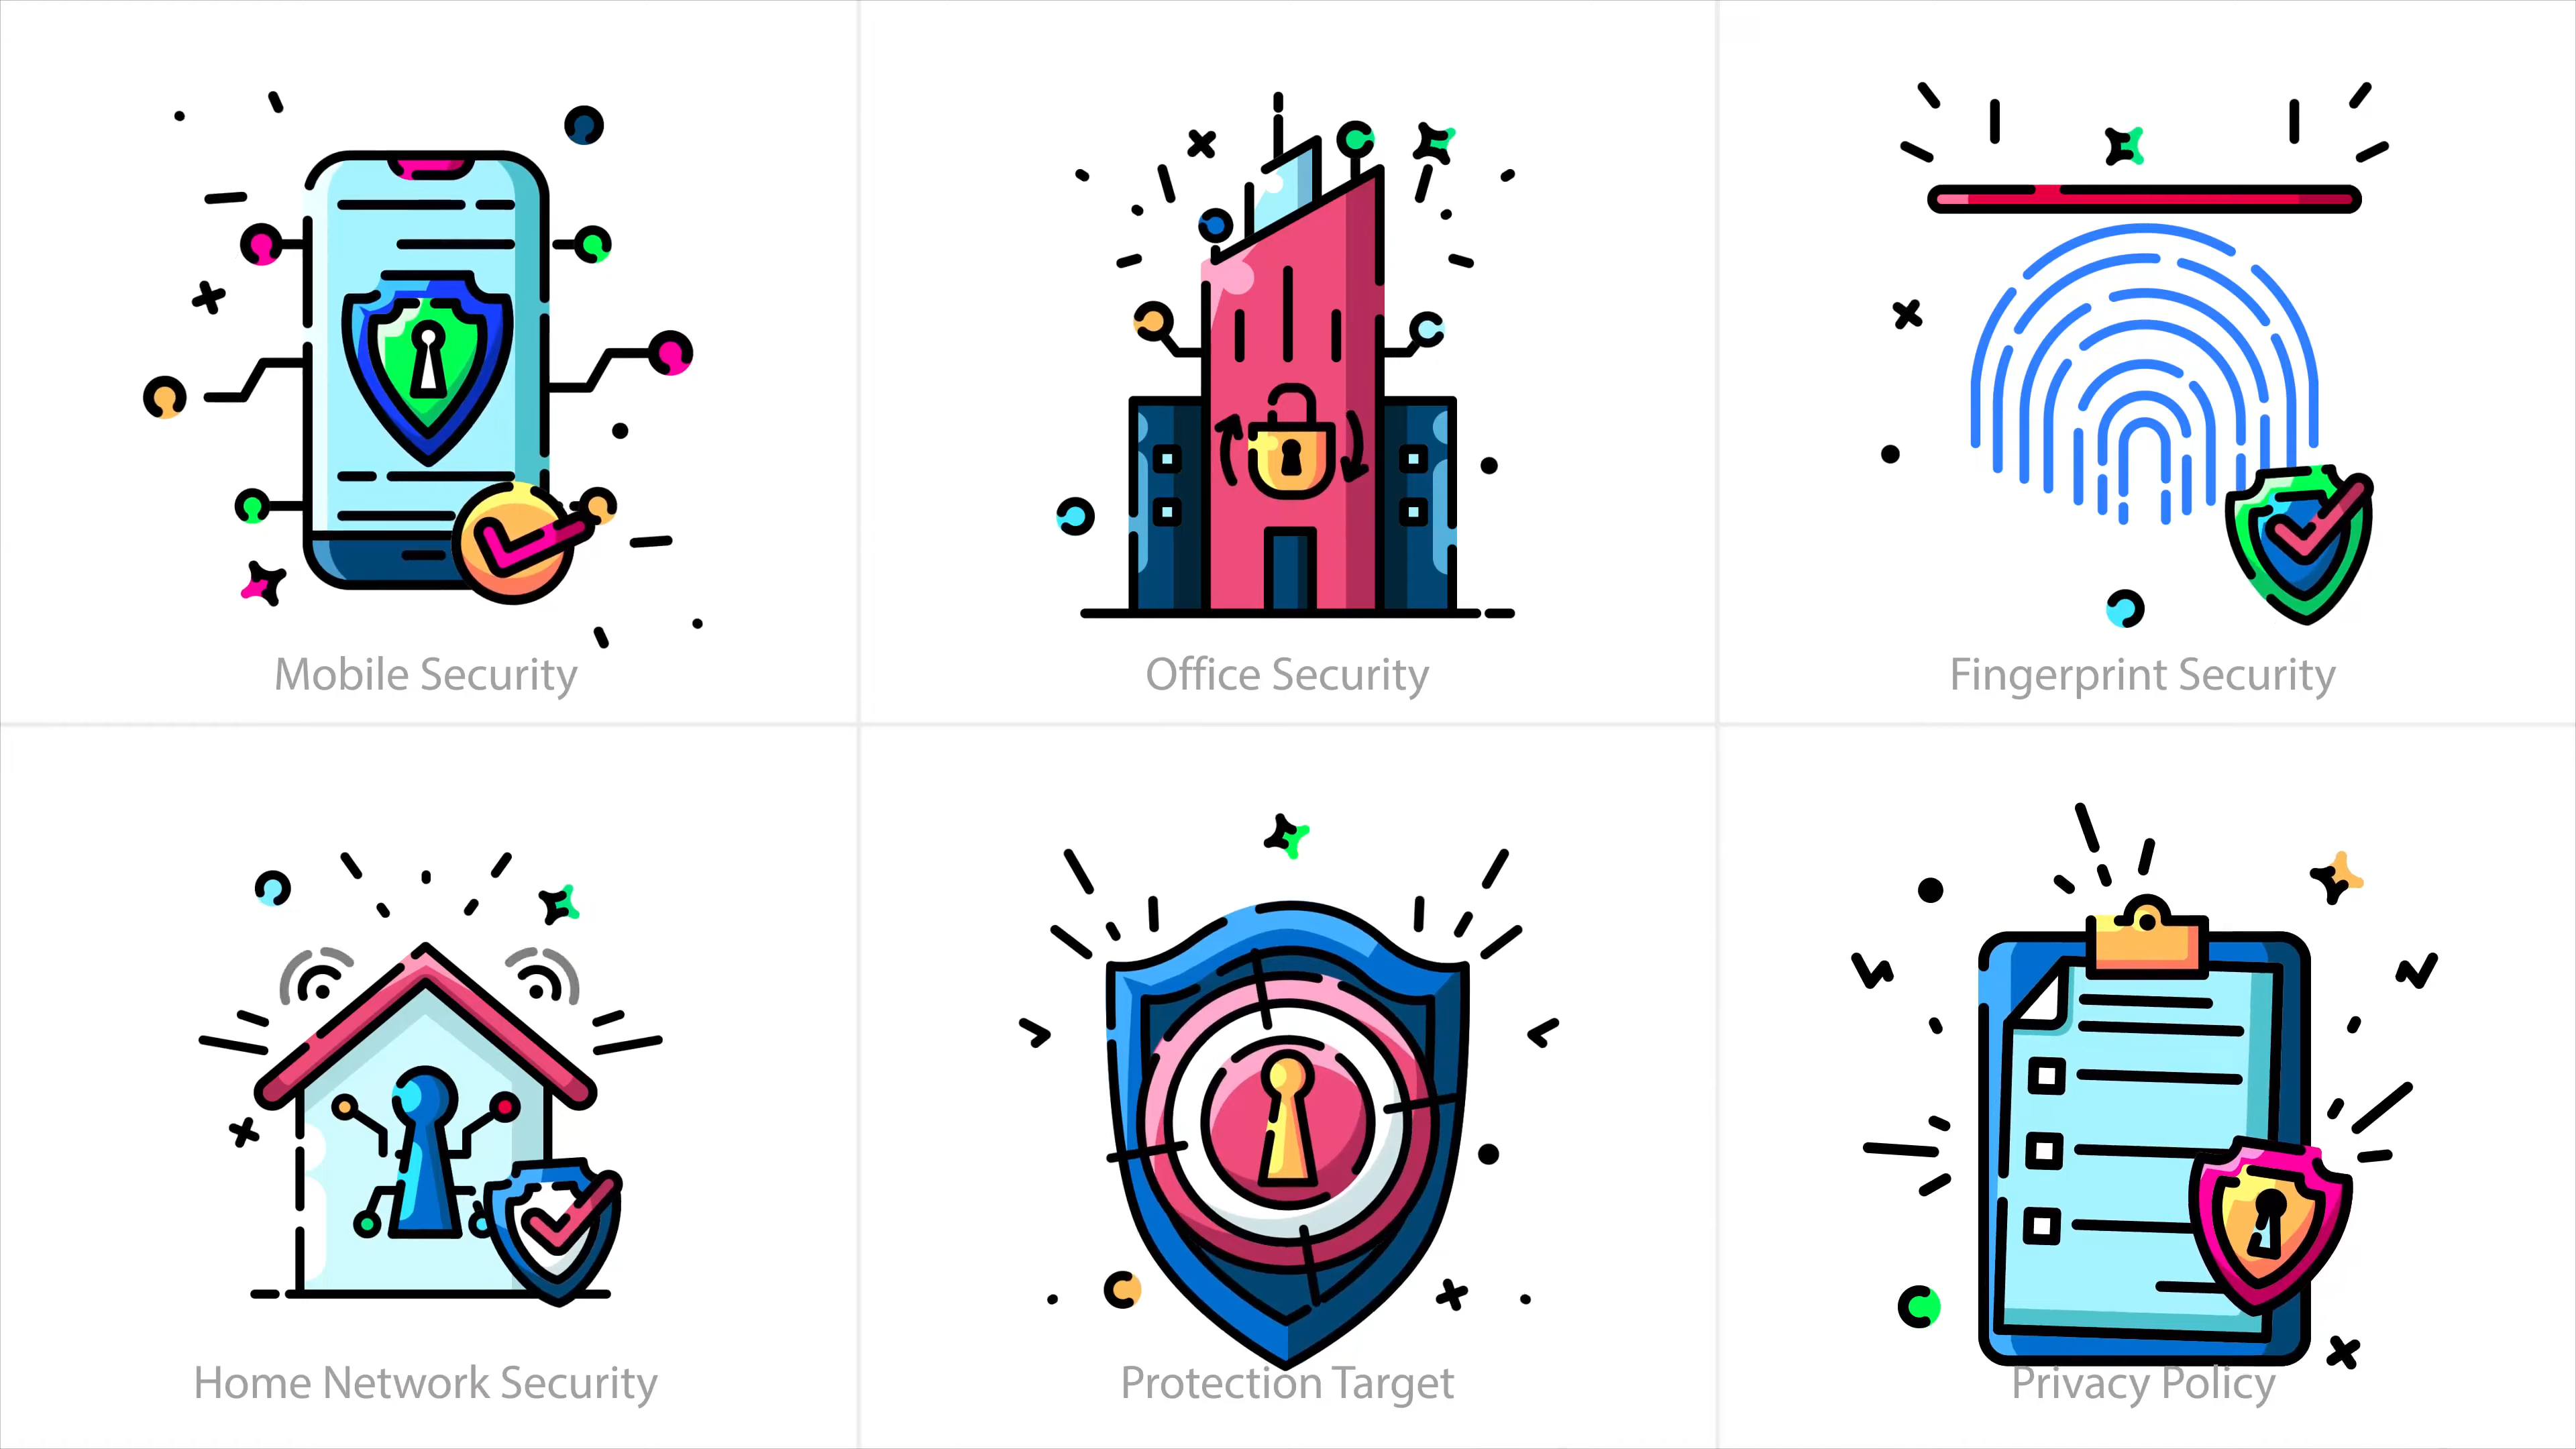 Mobile Security
Office Security
Fingerprint Security
Home Network Security
Protection Target
Privacy Policy